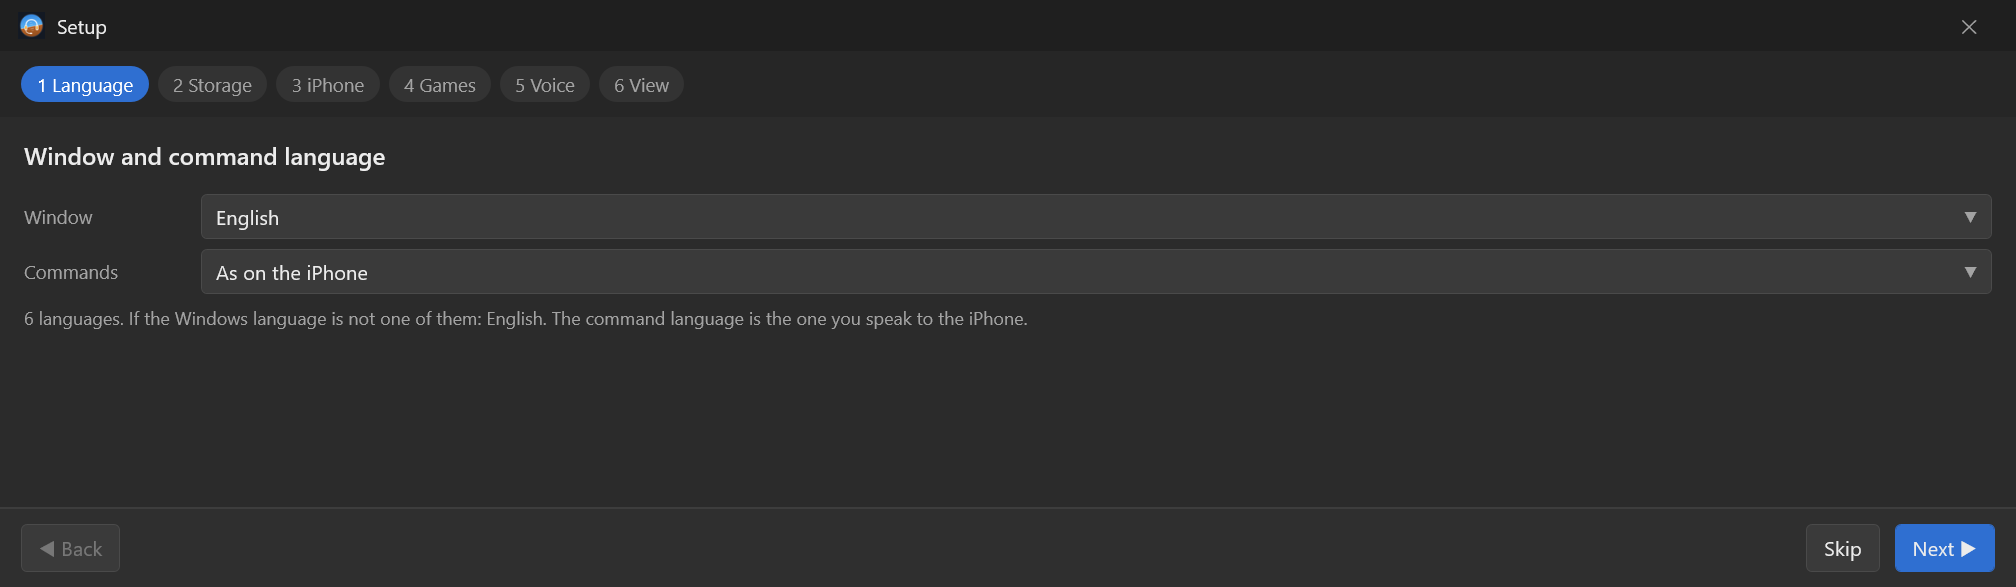 Setup
1 Language
2 Storage
3 iPhone
4 Games
5 Voice
6 View
Window and command language
Window
English
Commands
As on the iPhone
6 languages. If the Windows language is not one of them: English. The command language is the one you speak to the iPhone.
Back
Skip
Next